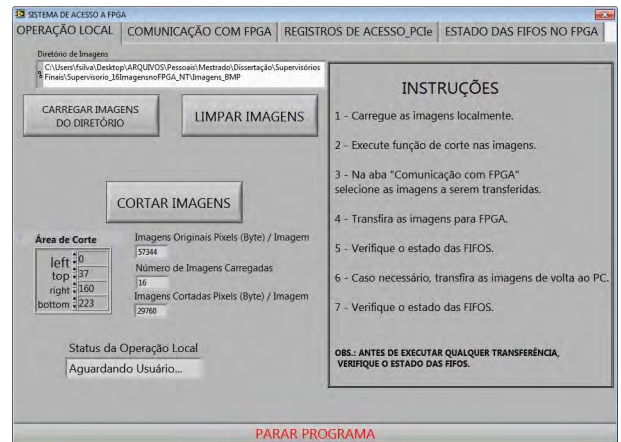 SISTEMA DE ACESSO A FPGA
OPERAÇÃO LOCAL
COMUNICAÇÃO COM FPGA
REGISTROS DE ACESSO_PCIe
ESTADO DAS FIFOS NO FPGA
Diretório de Imagens
C:\Users\fsilva\Desktop\ARQUIVOS\Pessoais\Mestrado\Dissertação\Supervisórios
Finais\Supervisorio_16ImagensnoFPGA_NT\Imagens_BMP
CARREGAR IMAGENS
DO DIRETÓRIO
LIMPAR IMAGENS
CORTAR IMAGENS
Área de Corte
left 0
top 37
right 160
bottom 223
Imagens Originais Pixels (Byte) / Imagem
57344
Número de Imagens Carregadas
16
Imagens Cortadas Pixels (Byte) / Imagem
29760
Status da Operação Local
Aguardando Usuário...
INSTRUÇÕES
1 - Carregue as imagens localmente.
2 - Execute função de corte nas imagens.
3 - Na aba "Comunicação com FPGA"
selecione as imagens a serem transferidas.
4 - Transfira as imagens para FPGA.
5 - Verifique o estado das FIFOS.
6 - Caso necessário, transfira as imagens de volta ao PC.
7 - Verifique o estado das FIFOS.
OBS.: ANTES DE EXECUTAR QUALQUER TRANSFERÊNCIA,
VERIFIQUE O ESTADO DAS FIFOS.
PARAR PROGRAMA